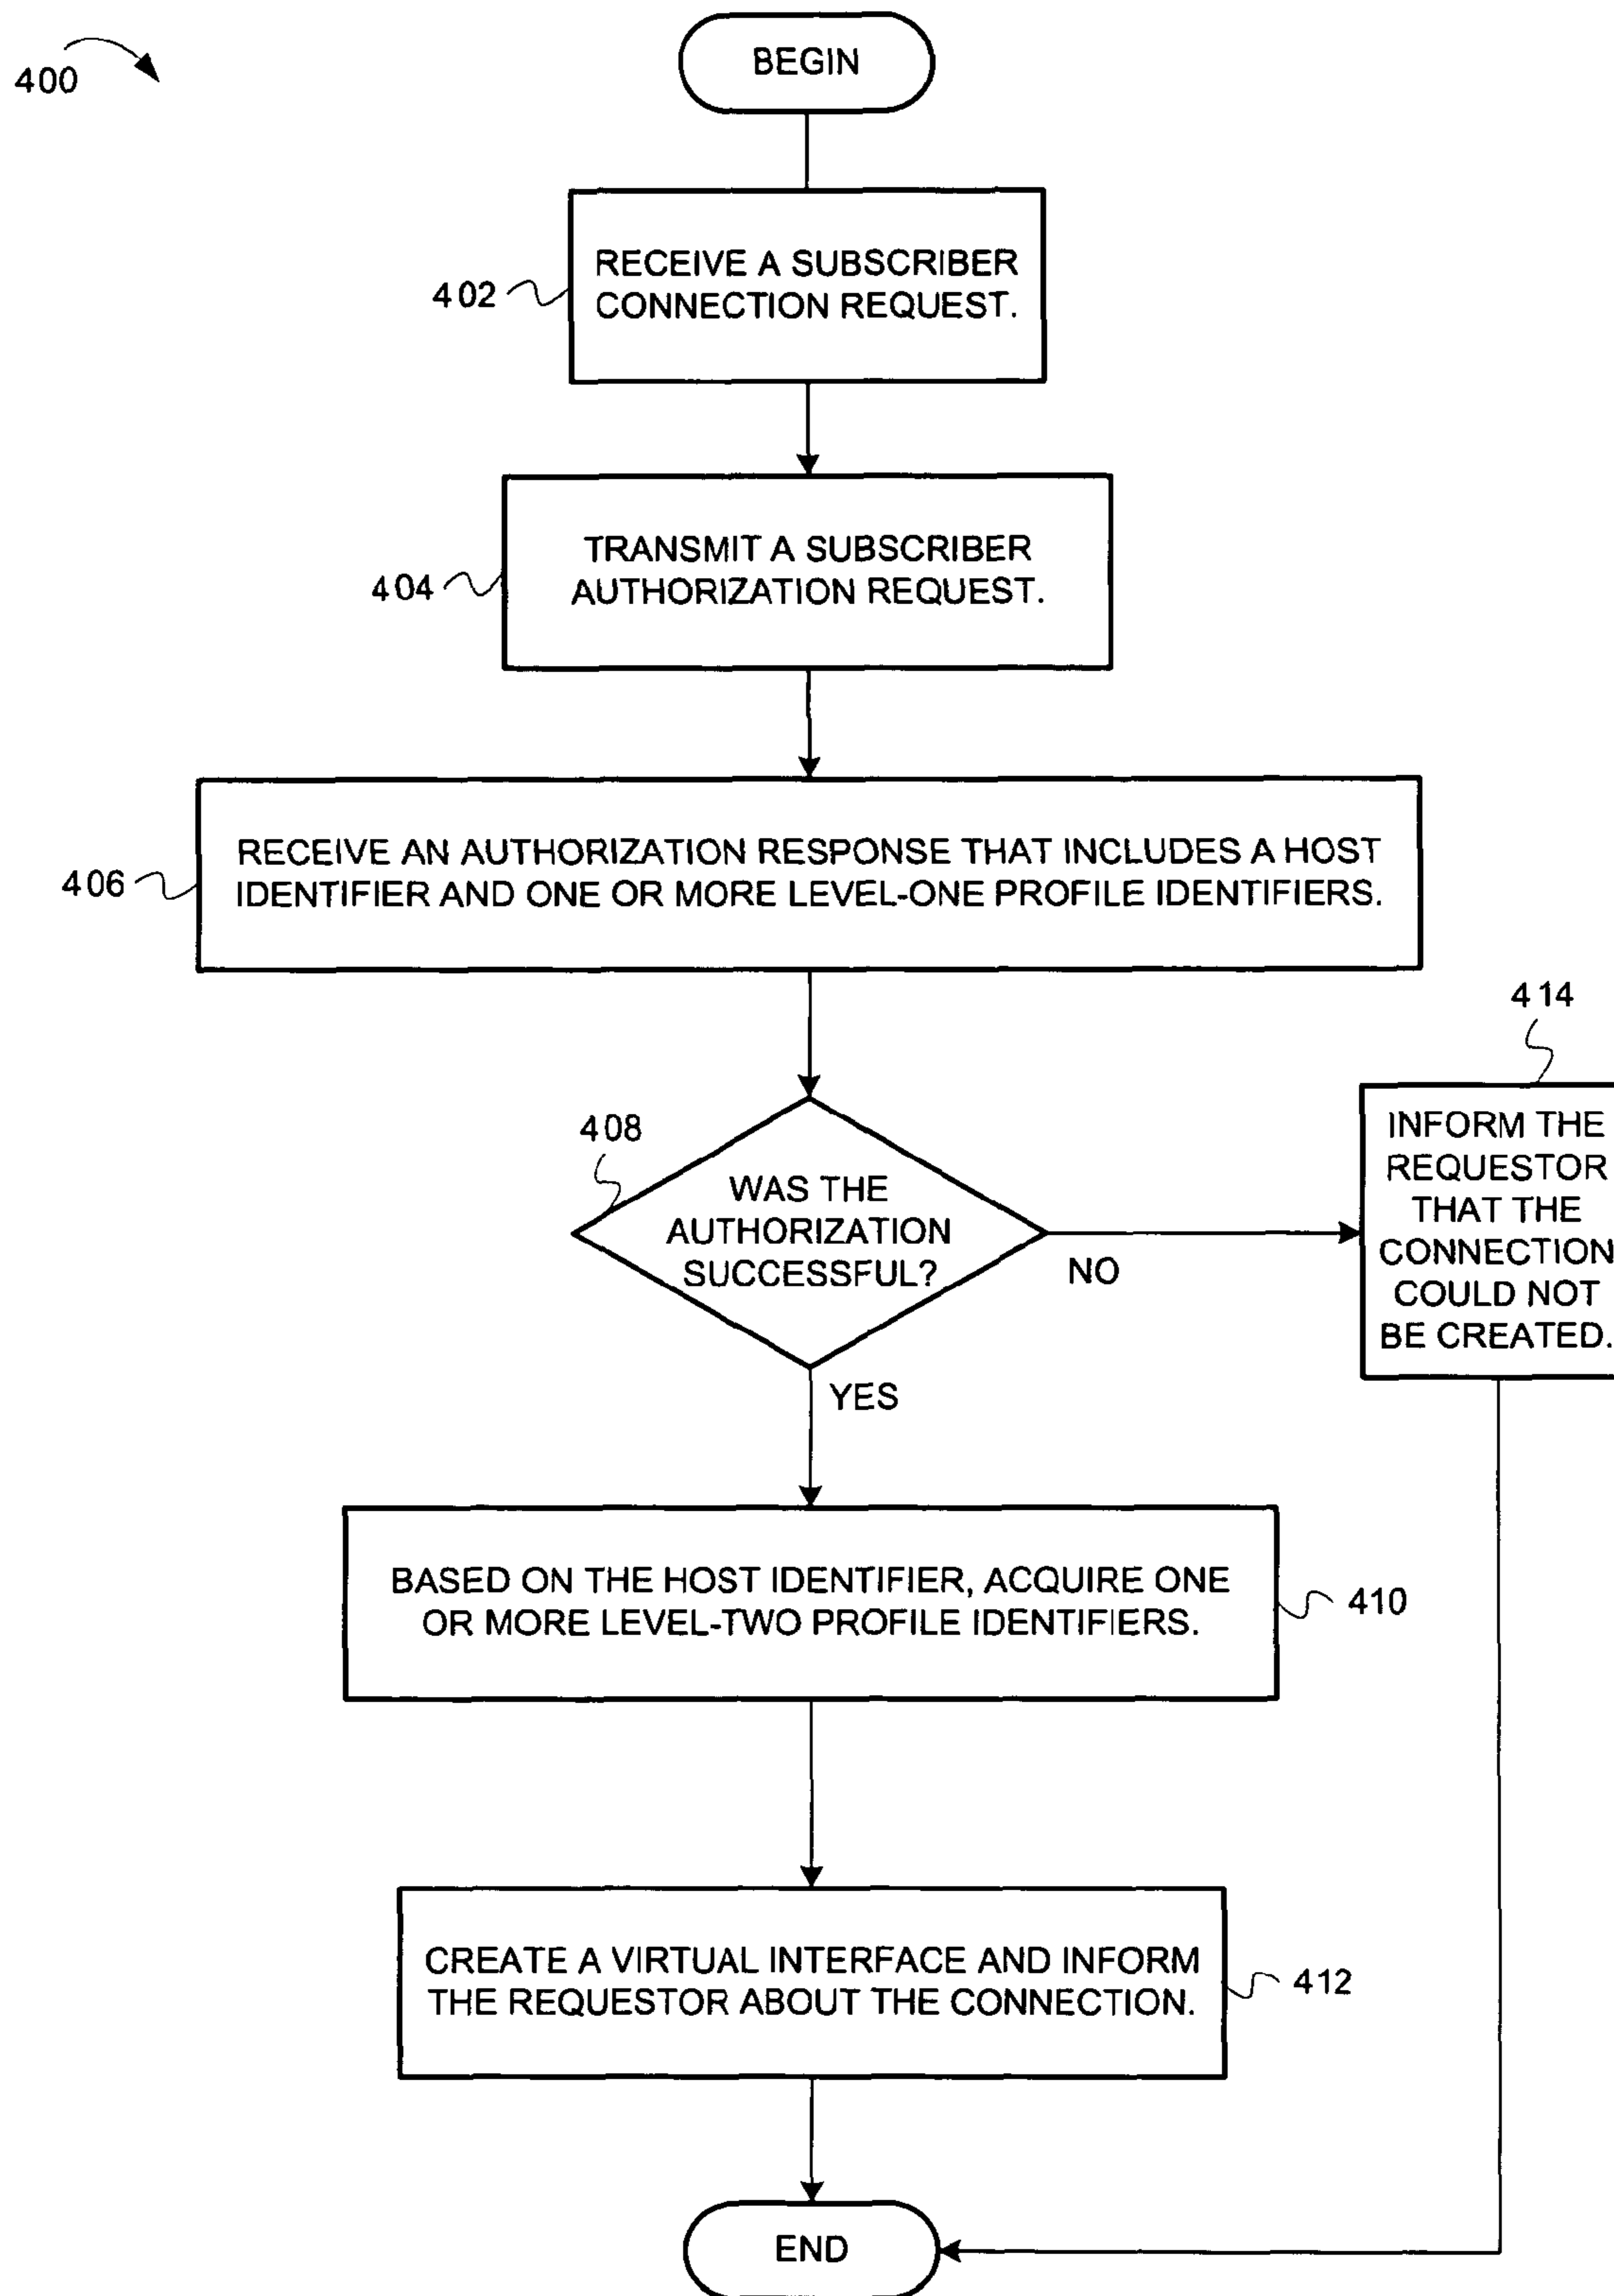 400
BEGIN
402
RECEIVE A SUBSCRIBER
CONNECTION REQUEST.
404
TRANSMIT A SUBSCRIBER
AUTHORIZATION REQUEST.
406
RECEIVE AN AUTHORIZATION RESPONSE THAT INCLUDES A HOST
IDENTIFIER AND ONE OR MORE LEVEL-ONE PROFILE IDENTIFIERS.
408
WAS THE
AUTHORIZATION
SUCCESSFUL?
NO
414
INFORM THE
REQUESTOR
THAT THE
CONNECTION
COULD NOT
BE CREATED.
YES
BASED ON THE HOST IDENTIFIER, ACQUIRE ONE
OR MORE LEVEL-TWO PROFILE IDENTIFIERS.
410
CREATE A VIRTUAL INTERFACE AND INFORM
THE REQUESTOR ABOUT THE CONNECTION.
412
END